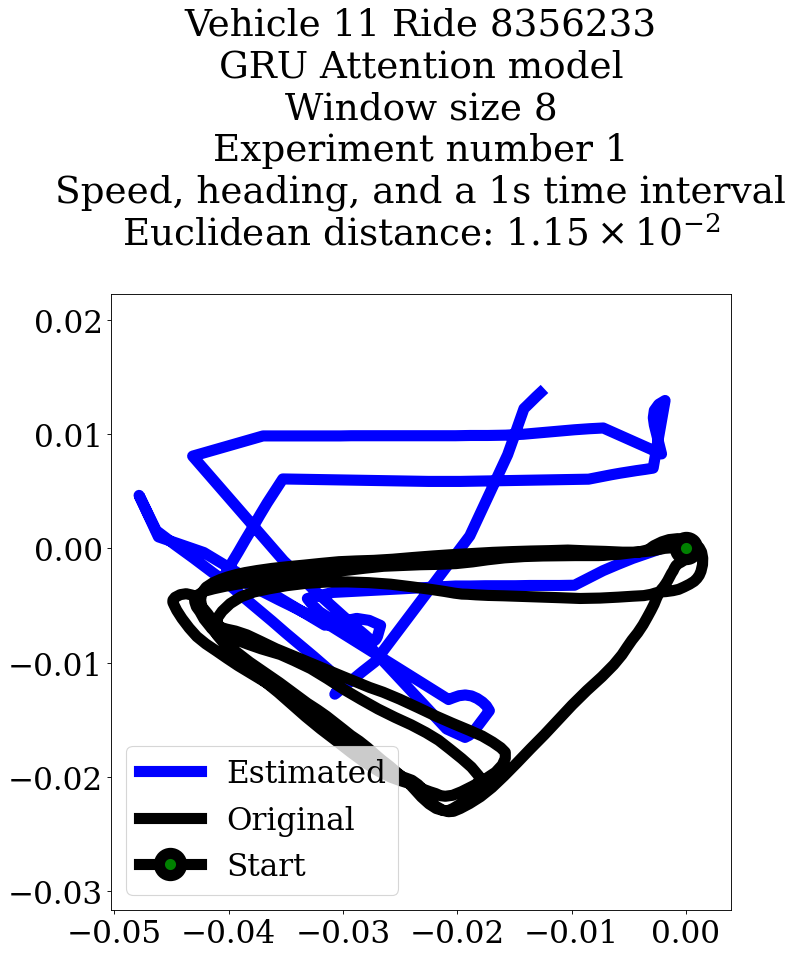 Vehicle 11 Ride 8356233
GRU Attention model
Window size 8
Experiment number 1
Speed, heading, and a 1s time interval
Euclidean distance: 1.15 × 10⁻²
0.02
0.01
0.00
−0.01
−0.02
−0.03
Estimated
Original
Start
−0.05 −0.04 −0.03 −0.02 −0.01 0.00